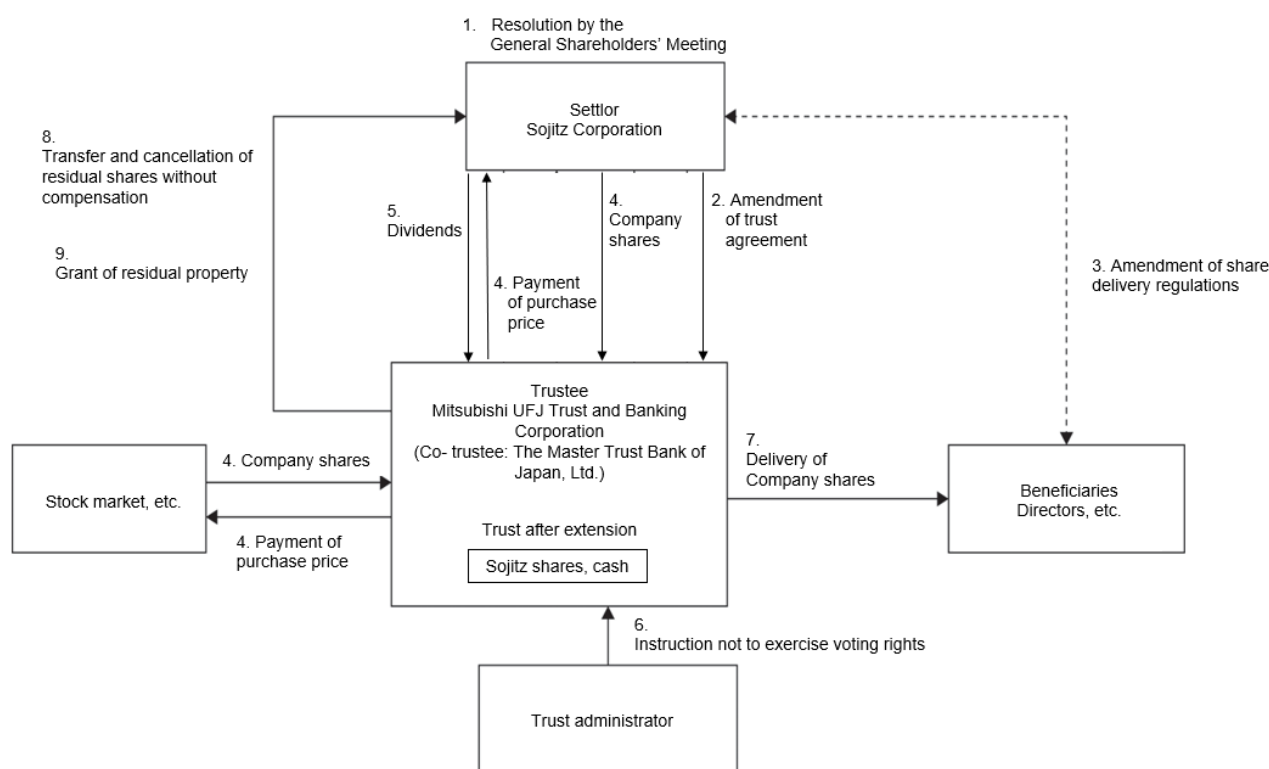 1. Resolution by the
General Shareholders' Meeting
Settlor
Sojitz Corporation
8.
Transfer and cancellation of
residual shares without
compensation
9.
Grant of residual property
5.
Dividends
4. Payment
of purchase
price
4.
Company
shares
2. Amendment
of trust
agreement
3. Amendment of share
delivery regulations
Trustee
Mitsubishi UFJ Trust and Banking
Corporation
(Co- trustee: The Master Trust Bank of
Japan, Ltd.)
Trust after extension
Sojitz shares, cash
Stock market, etc.
4. Company shares
4. Payment of
purchase price
7.
Delivery of
Company shares
Beneficiaries
Directors, etc.
6.
Instruction not to exercise voting rights
Trust administrator